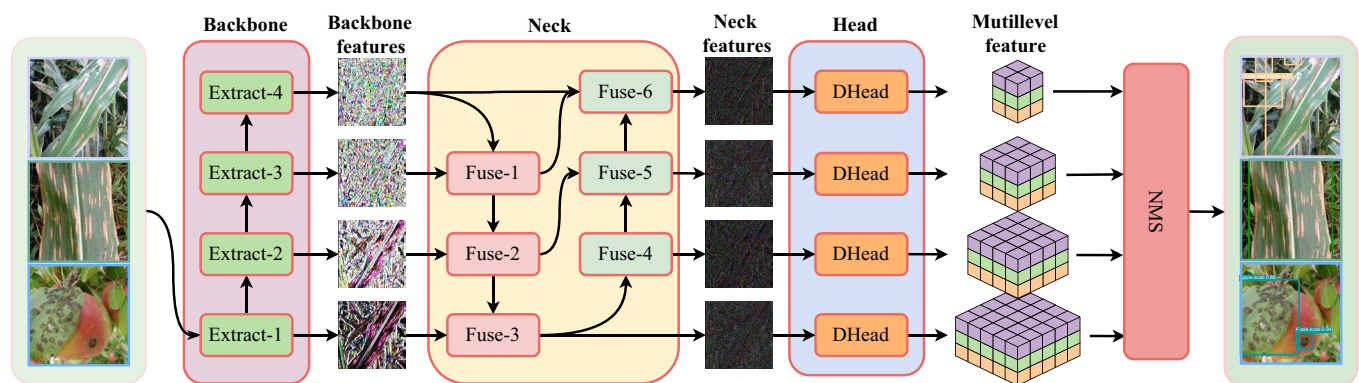 Backbone
Backbone
features
Neck
Neck
features
Head
Mutillevel
feature
Extract-4
Extract-3
Extract-2
Extract-1
Fuse-1
Fuse-2
Fuse-3
Fuse-6
Fuse-5
Fuse-4
DHead
DHead
DHead
DHead
NMS